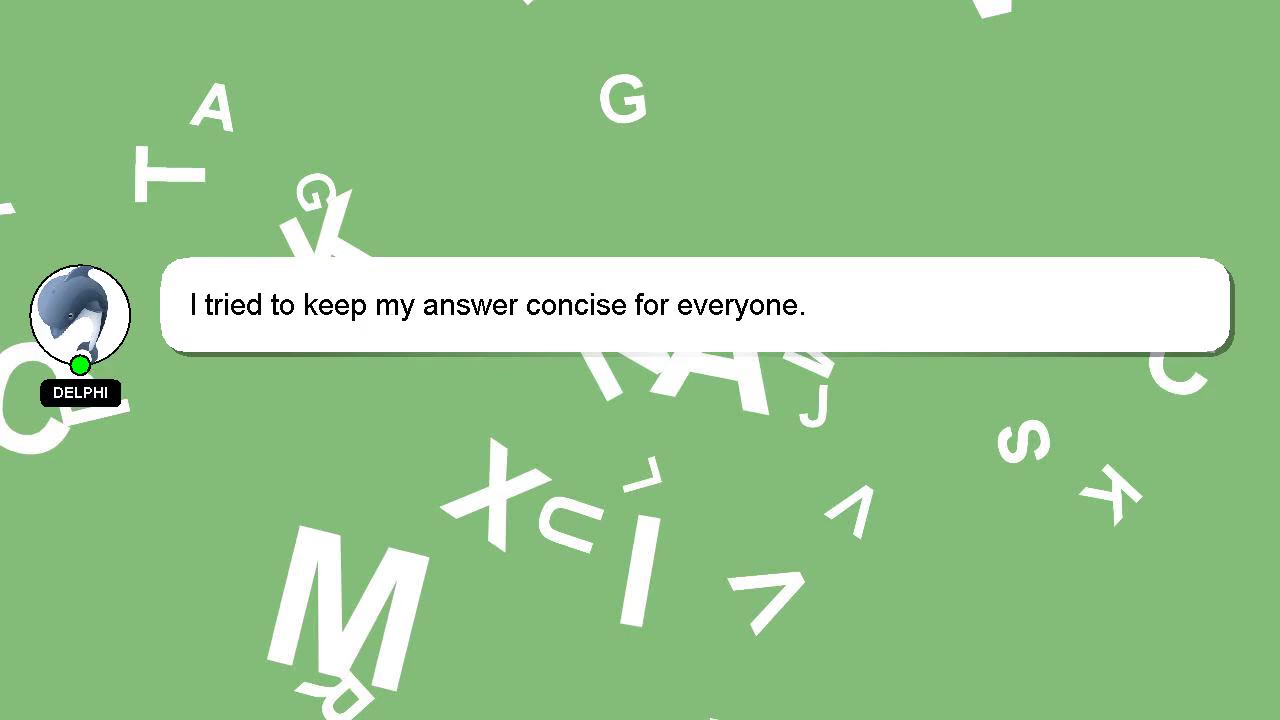 A
G
T
G
K
I tried to keep my answer concise for everyone.
DELPHI
A
J
C
S
K
X
L
U
I
V
V
M
R